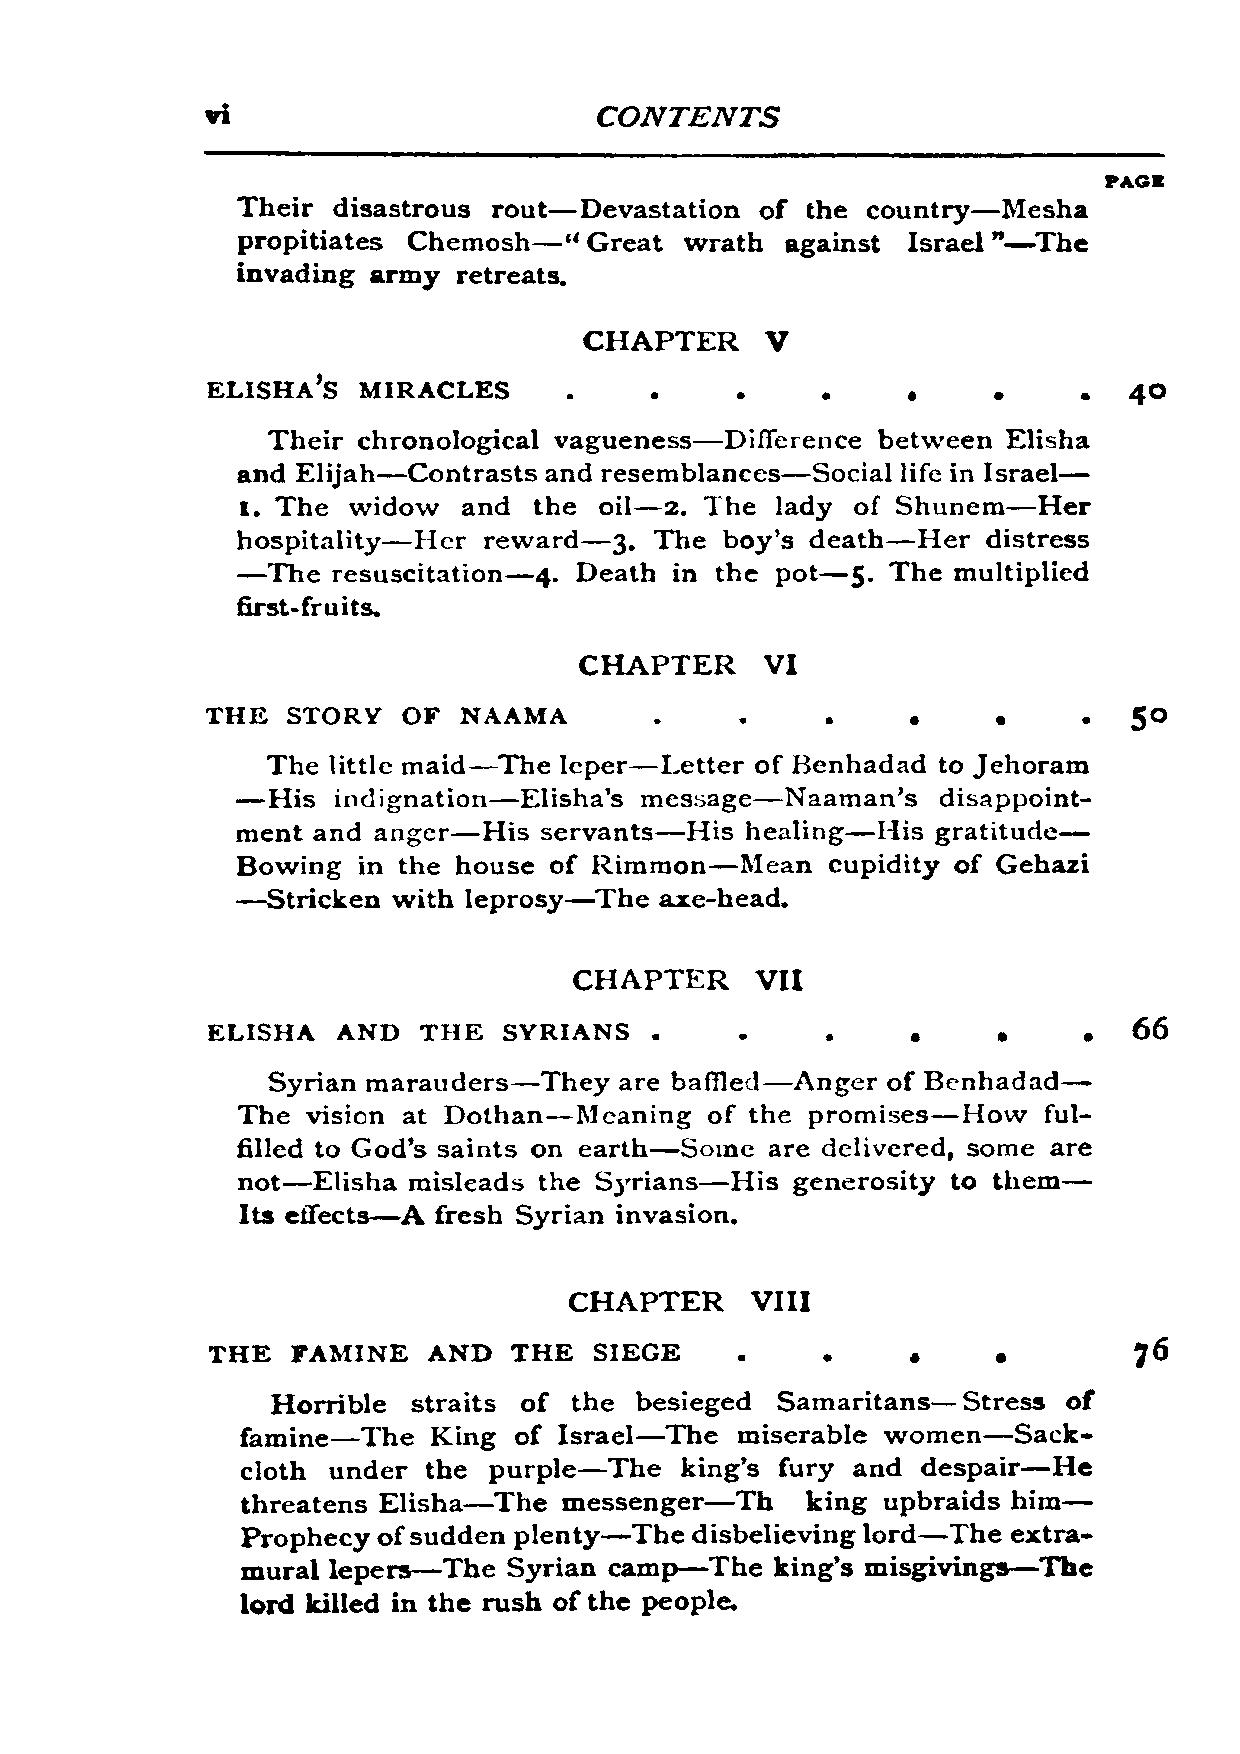 vi CONTENTS
PAGE
Their disastrous rout—Devastation of the country—Mesha
propitiates Chemosh—“Great wrath against Israel”—The
invading army retreats.
CHAPTER V
ELISHA'S MIRACLES . . . . . . . 40
Their chronological vagueness—Difference between Elisha
and Elijah—Contrasts and resemblances—Social life in Israel—
1. The widow and the oil—2. The lady of Shunem—Her
hospitality—Her reward—3. The boy's death—Her distress
—The resuscitation—4. Death in the pot—5. The multiplied
first-fruits.
CHAPTER VI
THE STORY OF NAAMA . . . . . . 50
The little maid—The leper—Letter of Benhadad to Jehoram
—His indignation—Elisha's message—Naaman's disappoint-
ment and anger—His servants—His healing—His gratitude—
Bowing in the house of Rimmon—Mean cupidity of Gehazi
—Stricken with leprosy—The axe-head.
CHAPTER VII
ELISHA AND THE SYRIANS . . . . . . 66
Syrian marauders—They are baffled—Anger of Benhadad—
The vision at Dothan—Meaning of the promises—How ful-
filled to God's saints on earth—Some are delivered, some are
not—Elisha misleads the Syrians—His generosity to them—
Its effects—A fresh Syrian invasion.
CHAPTER VIII
THE FAMINE AND THE SIEGE . . . . 76
Horrible straits of the besieged Samaritans—Stress of
famine—The King of Israel—The miserable women—Sack-
cloth under the purple—The king's fury and despair—He
threatens Elisha—The messenger—Th king upbraids him—
Prophecy of sudden plenty—The disbelieving lord—The extra-
mural lepers—The Syrian camp—The king's misgivings—The
lord killed in the rush of the people.